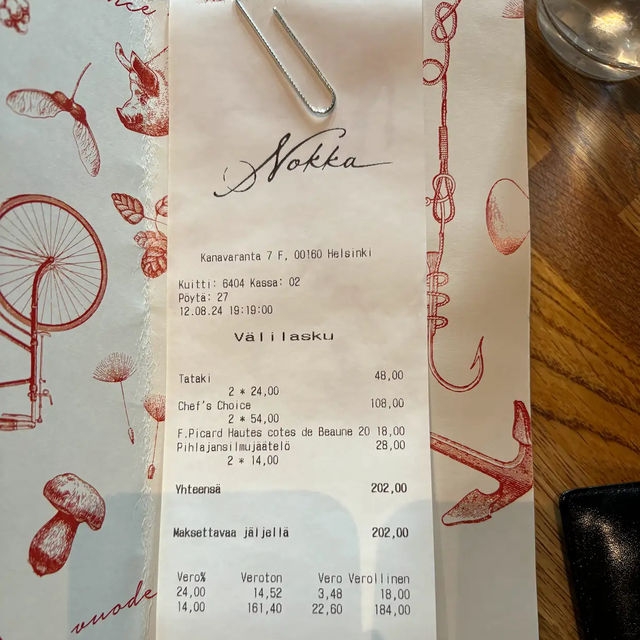 nce
Nokka
Kanavaranta 7 F, 00160 Helsinki
Kuitti: 6404 Kassa: 02
Pöytä: 27
12.08.24 19:19:00
Välilasku
Tataki 48,00
2 * 24,00
Chef's Choice 108,00
2 * 54,00
F.Picard Hautes cotes de Beaune 20 18,00
Pihlajansilmujäätelö 28,00
2 * 14,00
Yhteensä 202,00
Maksettavaa jäljellä 202,00
Vero% Veroton Vero Verollinen
24,00 14,52 3,48 18,00
14,00 161,40 22,60 184,00
vuode